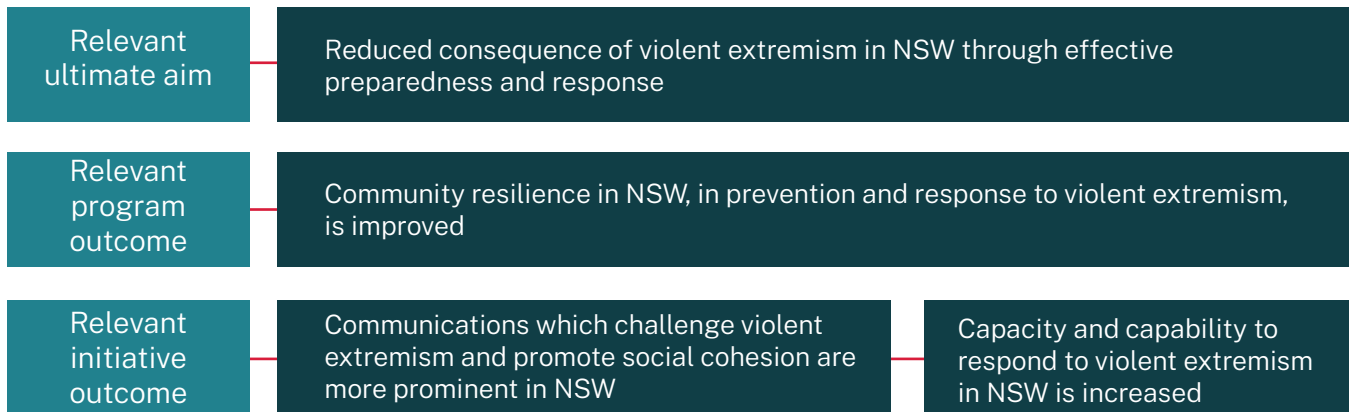 Relevant
ultimate aim
Reduced consequence of violent extremism in NSW through effective
preparedness and response
Relevant
program
outcome
Community resilience in NSW, in prevention and response to violent extremism,
is improved
Relevant
initiative
outcome
Communications which challenge violent
extremism and promote social cohesion are
more prominent in NSW
Capacity and capability to
respond to violent extremism
in NSW is increased